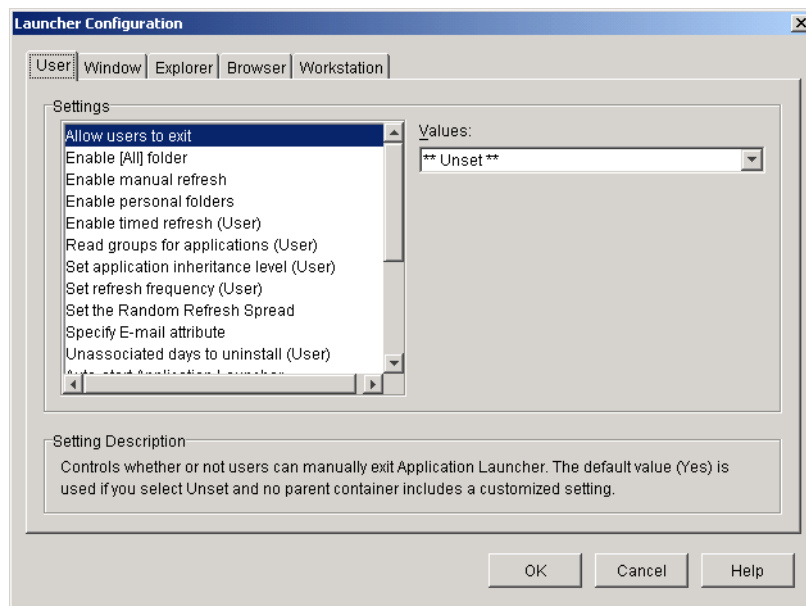 Launcher Configuration
User
Window
Explorer
Browser
Workstation
Settings
Allow users to exit
Enable [All] folder
Enable manual refresh
Enable personal folders
Enable timed refresh (User)
Read groups for applications (User)
Set application inheritance level (User)
Set refresh frequency (User)
Set the Random Refresh Spread
Specify E-mail attribute
Unassociated days to uninstall (User)
Auto-start Application Launcher
Values:
** Unset **
Setting Description
Controls whether or not users can manually exit Application Launcher. The default value (Yes) is
used if you select Unset and no parent container includes a customized setting.
OK
Cancel
Help